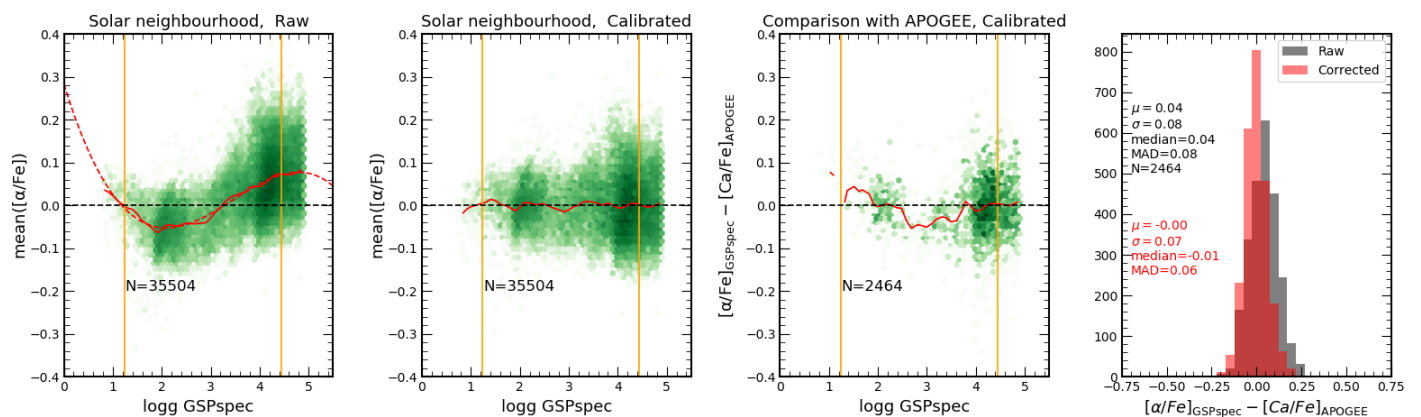 Solar neighbourhood, Raw
0.4
0.3
0.2
0.1
0.0
−0.1
−0.2
−0.3
−0.4
mean([α/Fe])
N=35504
0 1 2 3 4 5
logg GSPspec
Solar neighbourhood, Calibrated
0.4
0.3
0.2
0.1
0.0
−0.1
−0.2
−0.3
−0.4
mean([α/Fe])
N=35504
0 1 2 3 4 5
logg GSPspec
Comparison with APOGEE, Calibrated
0.4
0.3
0.2
0.1
0.0
−0.1
−0.2
−0.3
−0.4
[α/Fe]GSPspec − [Ca/Fe]APOGEE
N=2464
0 1 2 3 4 5
logg GSPspec
800
700
600
500
400
300
200
100
0
Raw
Corrected
μ = 0.04
σ = 0.08
median=0.04
MAD=0.08
N=2464
μ = -0.00
σ = 0.07
median=-0.01
MAD=0.06
−0.75 −0.50 −0.25 0.00 0.25 0.50 0.75
[α/Fe]GSPspec − [Ca/Fe]APOGEE